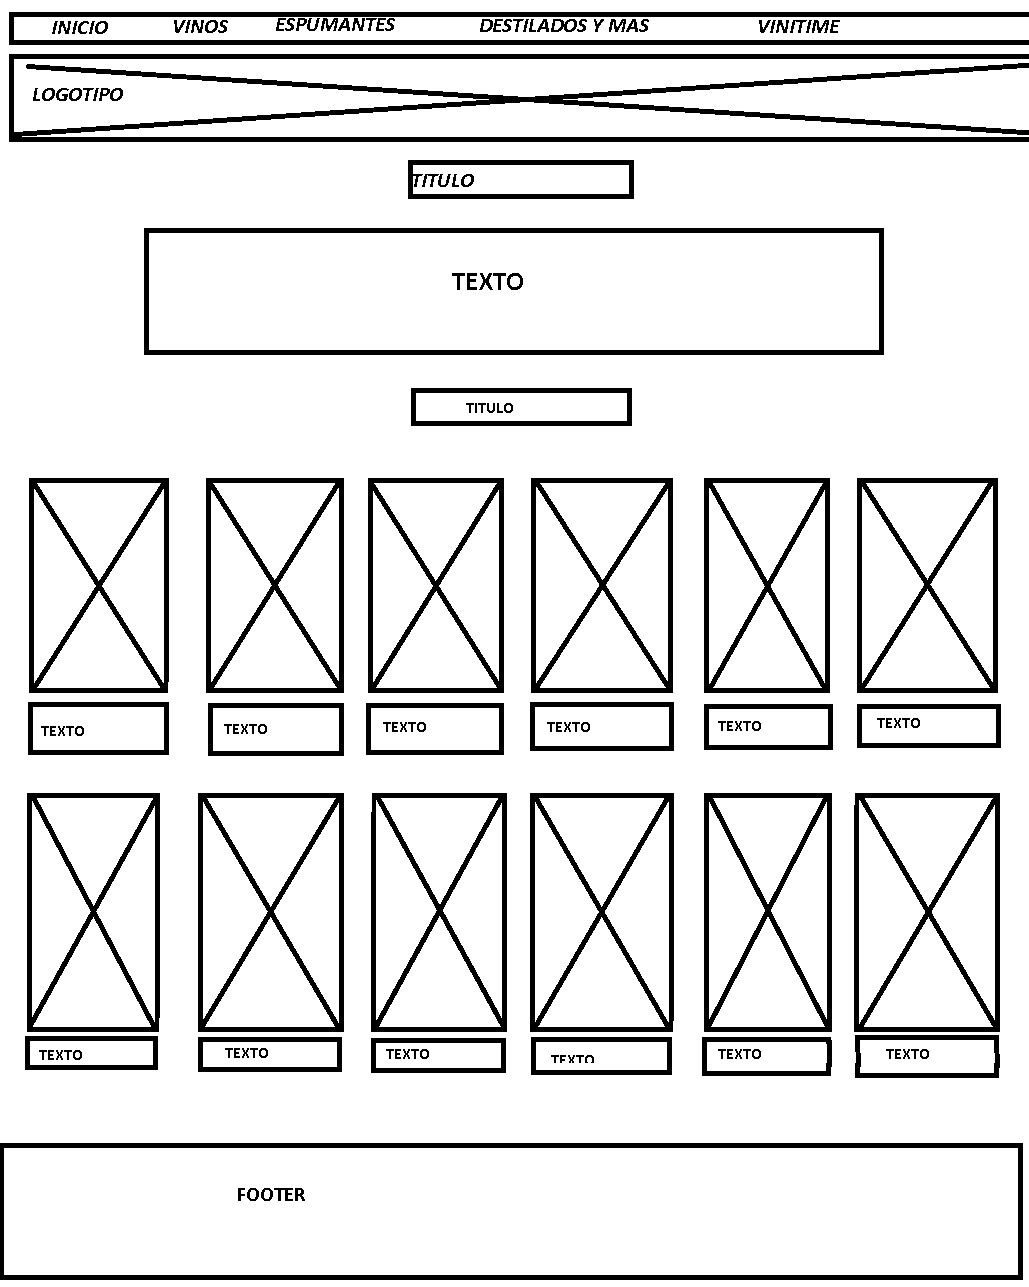 INICIO VINOS ESPUMANTES DESTILADOS Y MAS VINITIME
LOGOTIPO
TITULO
TEXTO
TITULO
TEXTO TEXTO TEXTO TEXTO TEXTO TEXTO
TEXTO TEXTO TEXTO TEXTO TEXTO TEXTO
FOOTER